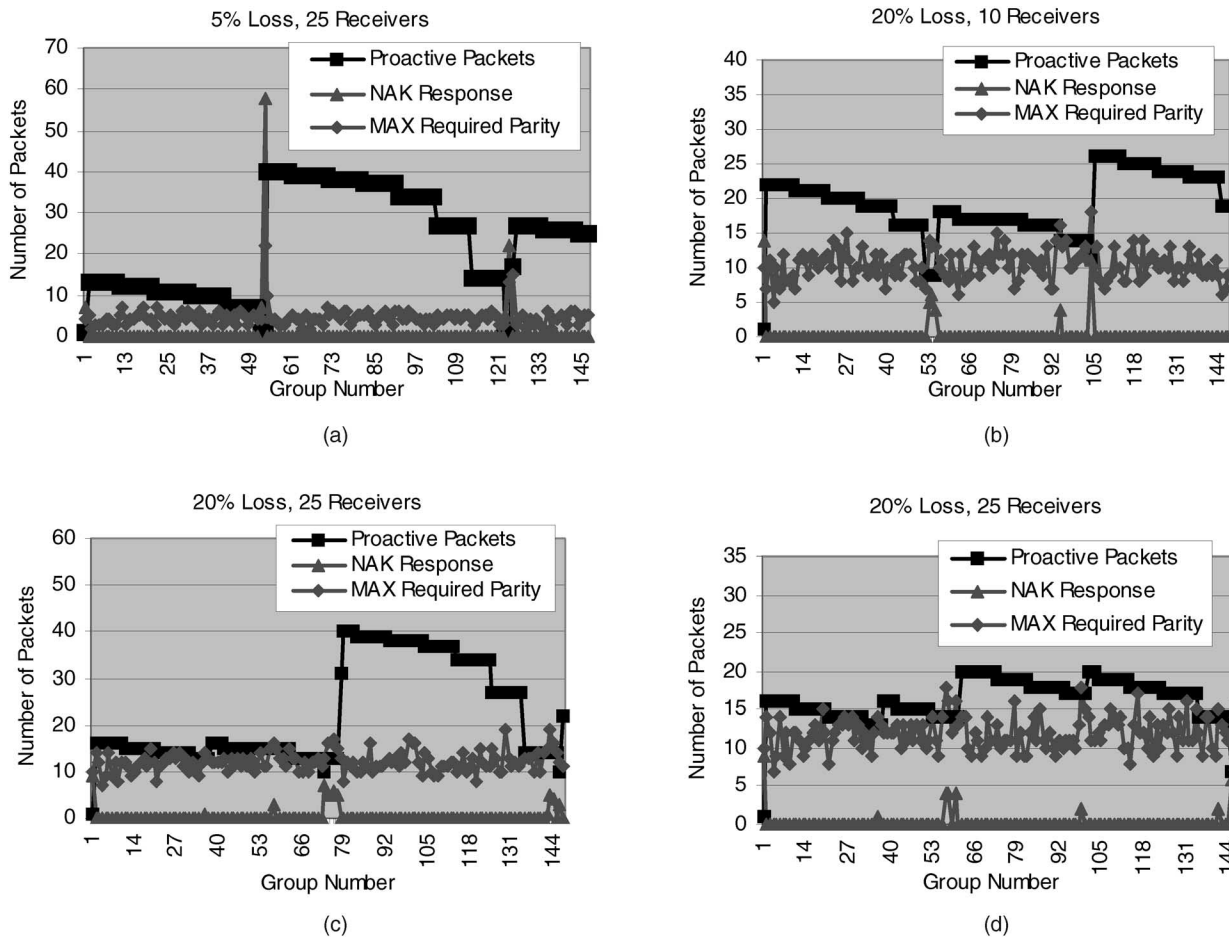 5% Loss, 25 Receivers
Number of Packets
70
60
50
40
30
20
10
0
Proactive Packets
NAK Response
MAX Required Parity
1 13 25 37 49 61 73 85 97 109 121 133 145
Group Number
(a)
20% Loss, 10 Receivers
Number of Packets
40
35
30
25
20
15
10
5
0
Proactive Packets
NAK Response
MAX Required Parity
1 14 27 40 53 66 79 92 105 118 131 144
Group Number
(b)
20% Loss, 25 Receivers
Number of Packets
60
50
40
30
20
10
0
Proactive Packets
NAK Response
MAX Required Parity
1 14 27 40 53 66 79 92 105 118 131 144
Group Number
(c)
20% Loss, 25 Receivers
Number of Packets
35
30
25
20
15
10
5
0
Proactive Packets
NAK Response
MAX Required Parity
1 14 27 40 53 66 79 92 105 118 131 144
Group Number
(d)